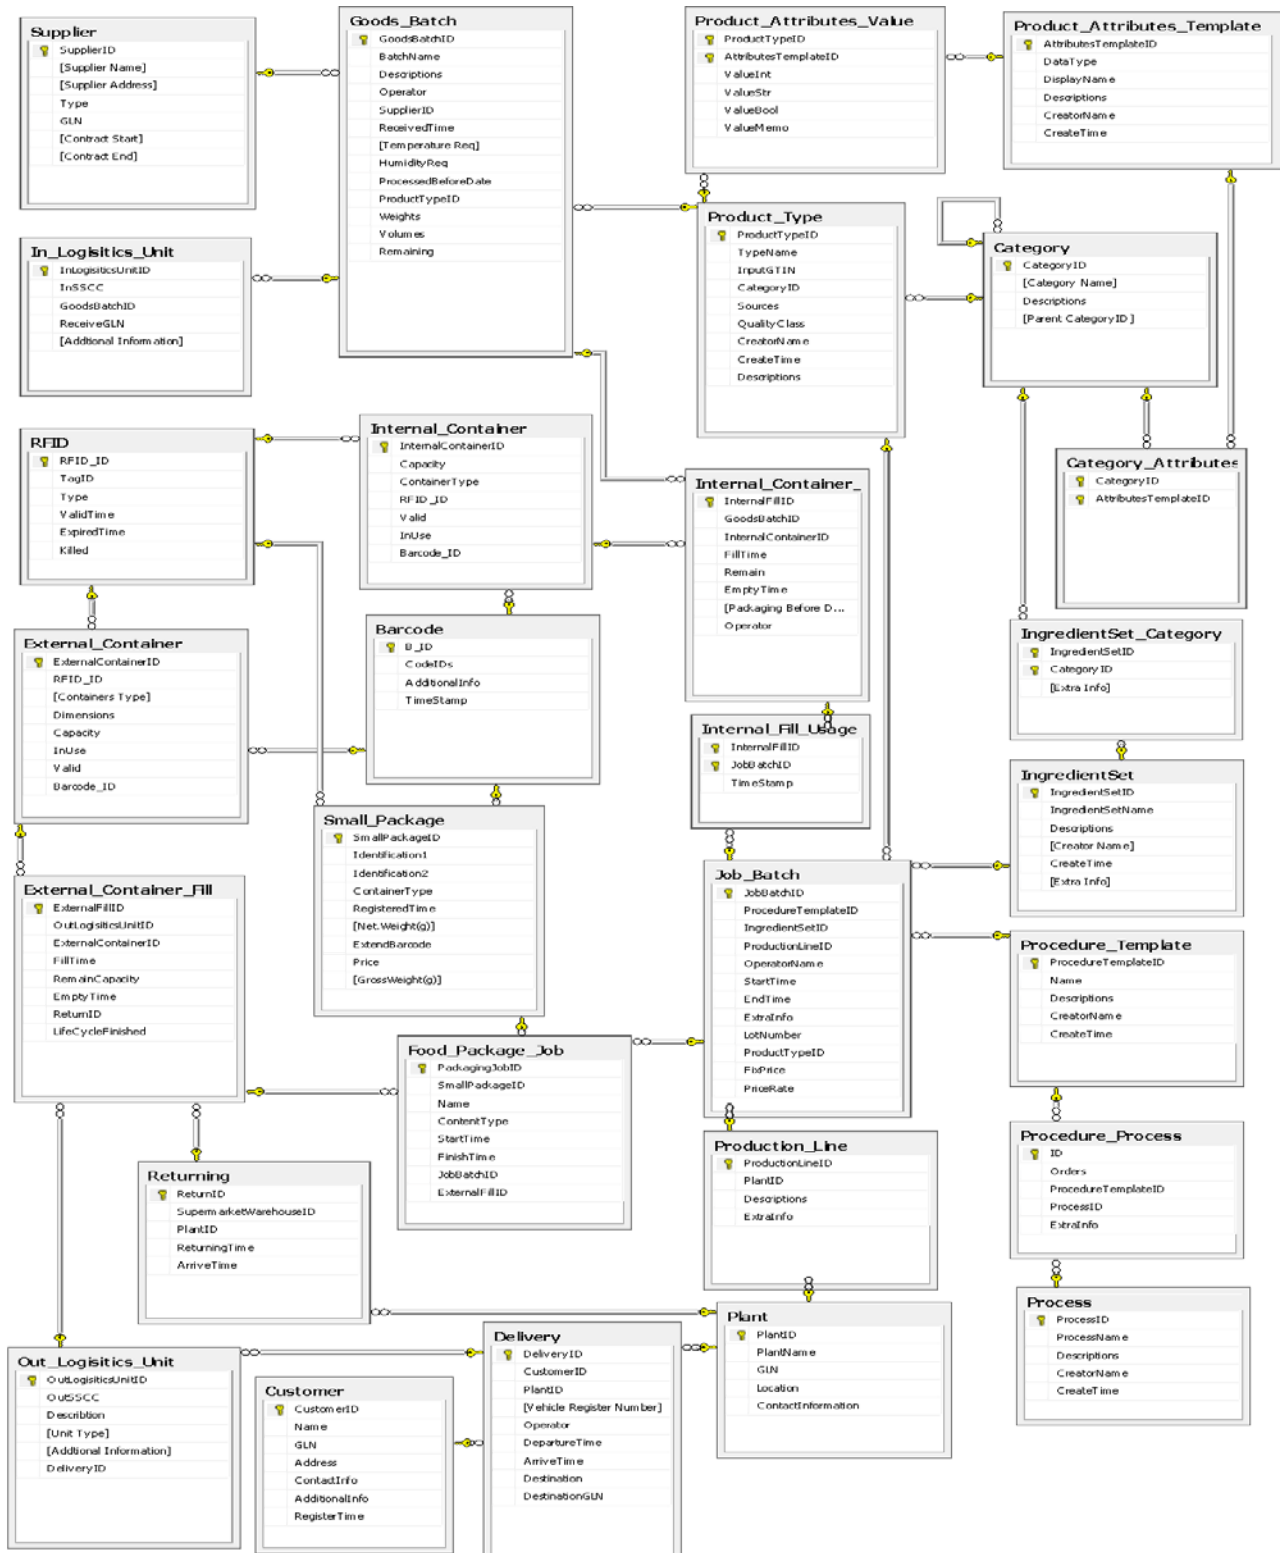 Supplier
SupplierID
[Supplier Name]
[Supplier Address]
Type
GLN
[Contract Start]
[Contract End]
Goods_Batch
GoodsBatchID
BatchName
Descriptions
Operator
SupplierID
ReceivedTime
[Temperature Req]
HumidityReq
ProcessedBeforeDate
ProductTypeID
Weights
Volumes
Remaining
Product_Attributes_Value
ProductTypeID
AttributesTemplateID
ValueInt
ValueStr
ValueBool
ValueMemo
Product_Attributes_Template
AttributesTemplateID
DataType
DisplayName
Descriptions
CreatorName
CreateTime
In_Logisitics_Unit
InLogisiticsUnitID
InSSCC
GoodsBatchID
ReceiveGLN
[Addtional Information]
Product_Type
ProductTypeID
TypeName
InputGTIN
CategoryID
Sources
QualityClass
CreatorName
CreateTime
Descriptions
Category
CategoryID
[Category Name]
Descriptions
[Parent CategoryID]
RFID
RFID_ID
TagID
Type
ValidTime
ExpiredTime
Killed
Internal_Container
InternalContainerID
Capacity
ContainerType
RFID_ID
Valid
InUse
Barcode_ID
Internal_Container_
InternalFillID
GoodsBatchID
InternalContainerID
FillTime
Remain
EmptyTime
[Packaging Before D...
Operator
Category_Attributes
CategoryID
AttributesTemplateID
External_Container
ExternalContainerID
RFID_ID
[Containers Type]
Dimensions
Capacity
InUse
Valid
Barcode_ID
Barcode
B_ID
CodeIDs
AdditionalInfo
TimeStamp
Internal_Fill_Usage
InternalFillID
JobBatchID
TimeStamp
IngredientSet_Category
IngredientSetID
CategoryID
[Extra Info]
IngredientSet
IngredientSetID
IngredientSetName
Descriptions
[Creator Name]
CreateTime
[Extra Info]
Small_Package
SmallPackageID
Identification1
Identification2
ContainerType
RegisteredTime
[Net.Weight(g)]
ExtendBarcode
Price
[GrossWeight(g)]
External_Container_Fill
ExternalFillID
OutLogisiticsUnitID
ExternalContainerID
FillTime
RemainCapacity
EmptyTime
ReturnID
LifeCycleFinished
Job_Batch
JobBatchID
ProcedureTemplateID
IngredientSetID
ProductionLineID
OperatorName
StartTime
EndTime
ExtraInfo
LotNumber
ProductTypeID
FixPrice
PriceRate
Procedure_Template
ProcedureTemplateID
Name
Descriptions
CreatorName
CreateTime
Food_Package_Job
PackagingJobID
SmallPackageID
Name
ContentType
StartTime
FinishTime
JobBatchID
ExternalFillID
Production_Line
ProductionLineID
PlantID
Descriptions
ExtraInfo
Procedure_Process
ID
Orders
ProcedureTemplateID
ProcessID
ExtraInfo
Returning
ReturnID
SupermarketWarehouseID
PlantID
ReturningTime
ArriveTime
Process
ProcessID
ProcessName
Descriptions
CreatorName
CreateTime
Plant
PlantID
PlantName
GLN
Location
ContactInformation
Delivery
DeliveryID
CustomerID
PlantID
[Vehicle Register Number]
Operator
DepartureTime
ArriveTime
Destination
DestinationGLN
Out_Logisitics_Unit
OutLogisiticsUnitID
OutSSCC
Describtion
[Unit Type]
[Addtional Information]
DeliveryID
Customer
CustomerID
Name
GLN
Address
ContactInfo
AdditionalInfo
RegisterTime